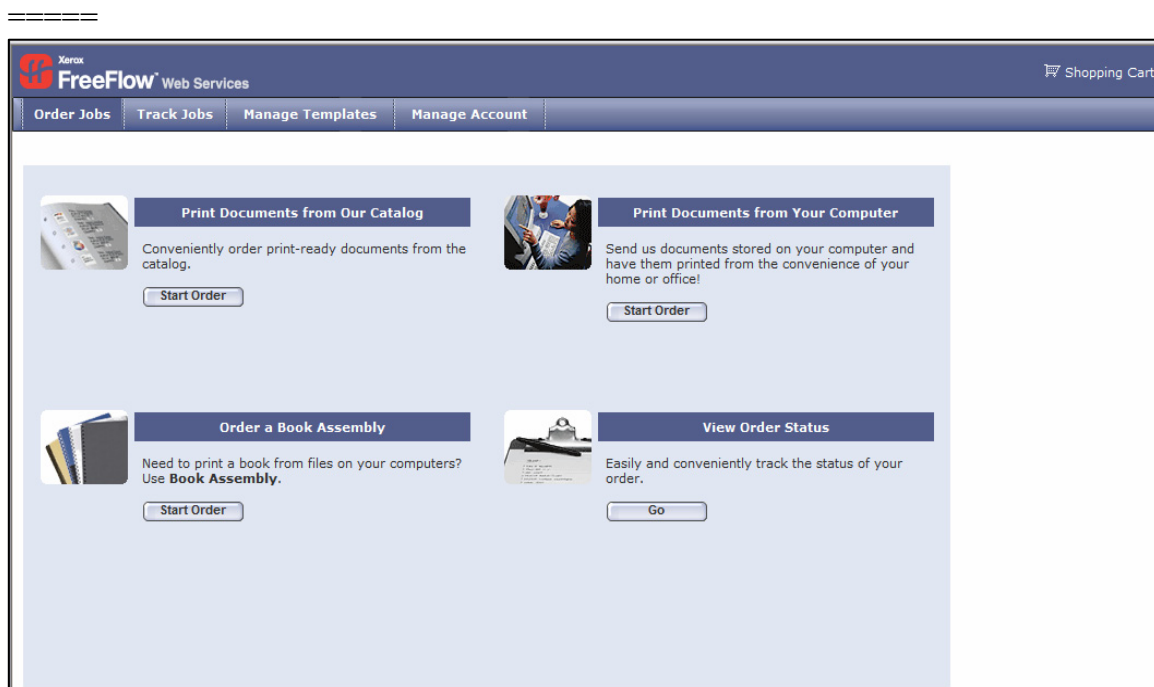 =====
Xerox
FreeFlow™ Web Services
Shopping Cart
Order Jobs Track Jobs Manage Templates Manage Account
Print Documents from Our Catalog
Conveniently order print-ready documents from the
catalog.
Start Order
Print Documents from Your Computer
Send us documents stored on your computer and
have them printed from the convenience of your
home or office!
Start Order
Order a Book Assembly
Need to print a book from files on your computers?
Use Book Assembly.
Start Order
View Order Status
Easily and conveniently track the status of your
order.
Go